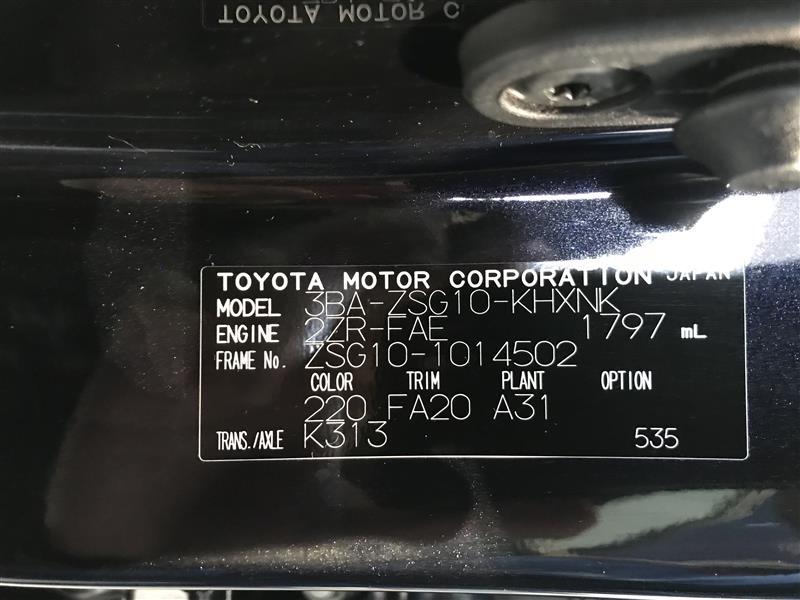 TOYOTA MOTOR C
TOYOTA MOTOR CORPORATION JAPAN
MODEL 3BA-ZSG10-KHXNK
ENGINE 2ZR-FAE 1797 mL
FRAME No. ZSG10-1014502
COLOR TRIM PLANT OPTION
220 FA20 A31
TRANS./AXLE K313 535